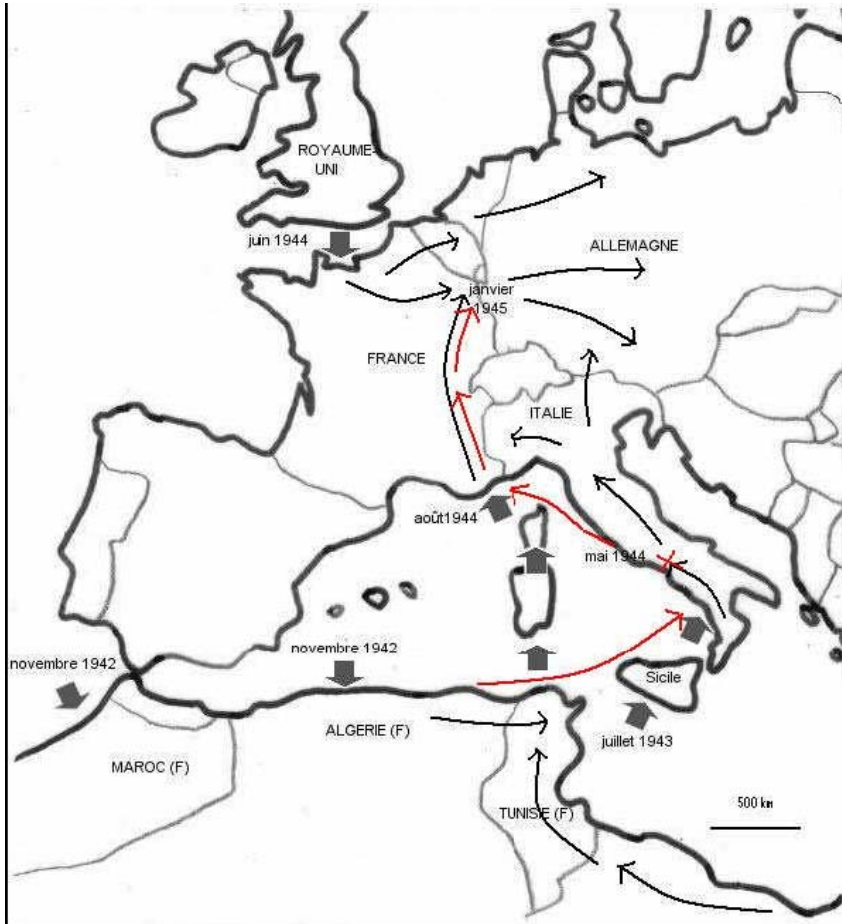 ROYAUME-
UNI
juin 1944
ALLEMAGNE
janvier
1945
FRANCE
ITALIE
août1944
mai 1944
novembre 1942
novembre 1942
Sicile
ALGERIE (F)
juillet 1943
MAROC (F)
500 km
TUNISIE (F)